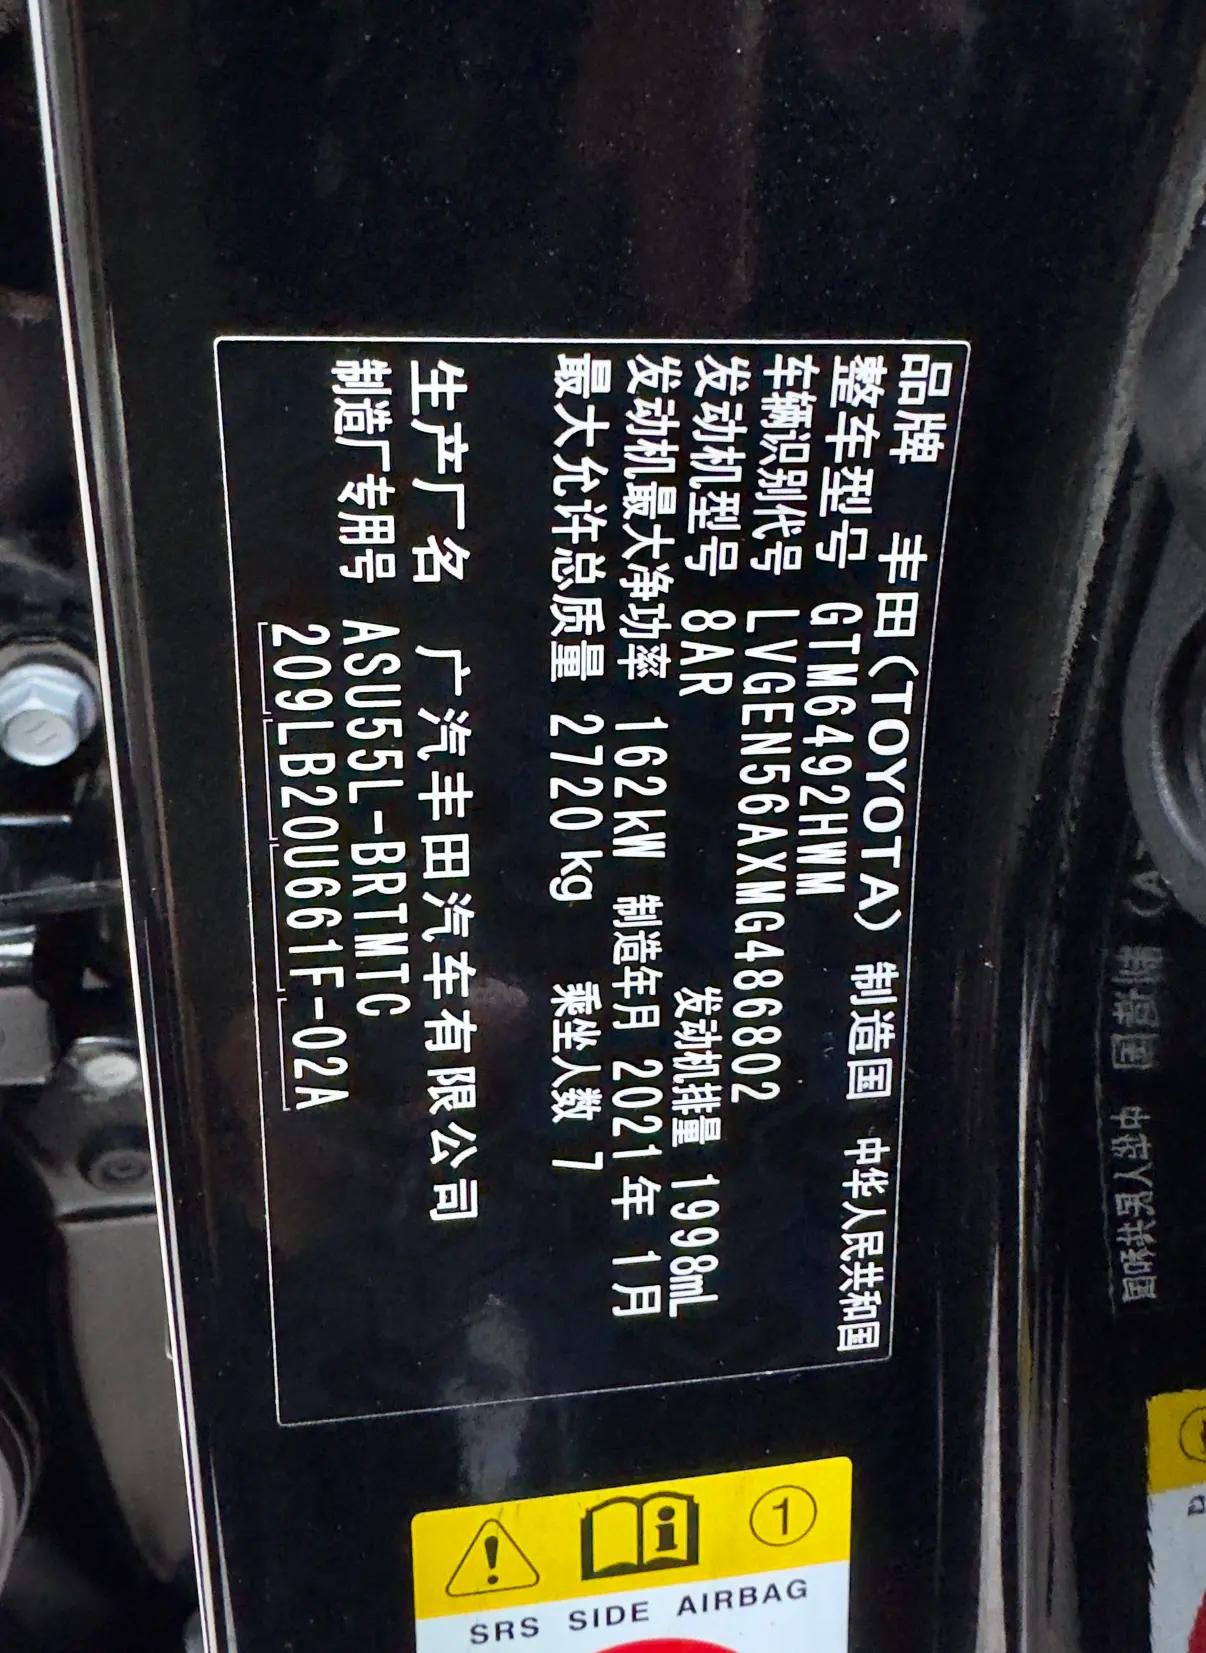 品牌 丰田(TOYOTA) 制造国 中华人民共和国
整车型号 GTM6492HWM
车辆识别代号 LVGEN56AXMG486802
发动机型号 8AR 发动机排量 1998mL
发动机最大净功率 162kW 制造年月 2021年1月
最大允许总质量 2720kg 乘坐人数 7
生产厂名 广汽丰田汽车有限公司
制造厂专用号 ASU55L-BRTMTC
209LB20U661F-02A
1
SRS SIDE AIRBAG